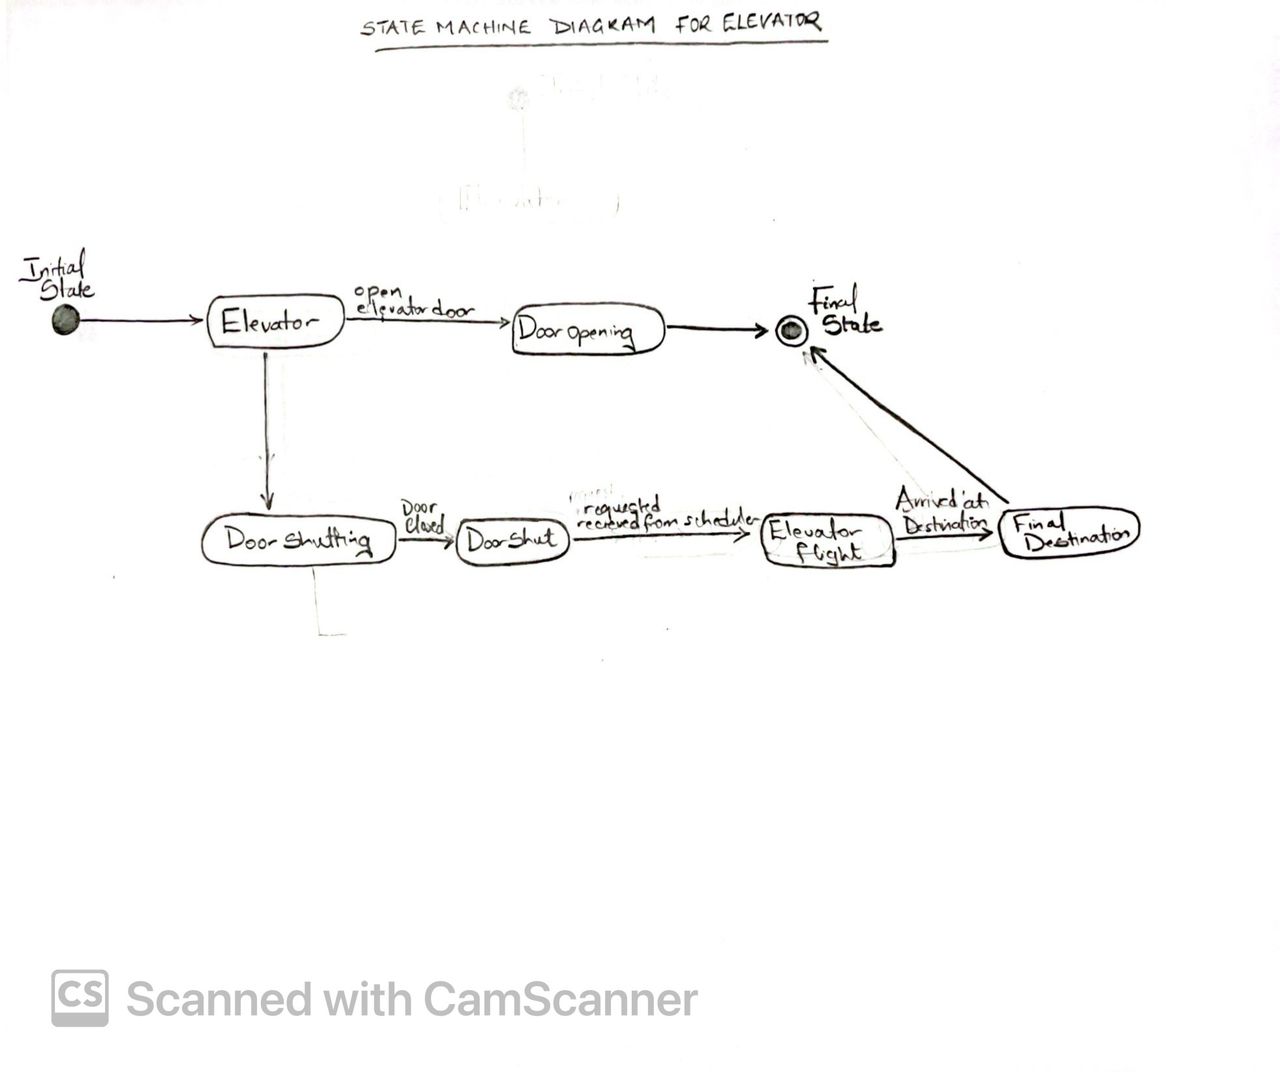 STATE MACHINE DIAGRAM FOR ELEVATOR
Initial
State
Elevator
open
elevator door
Door opening
Final
State
Door Shutting
Door
Closed
Door Shut
requested
recieved from scheduler
Elevator
flight
Arrived at
Destination
Final
Destination
CS Scanned with CamScanner